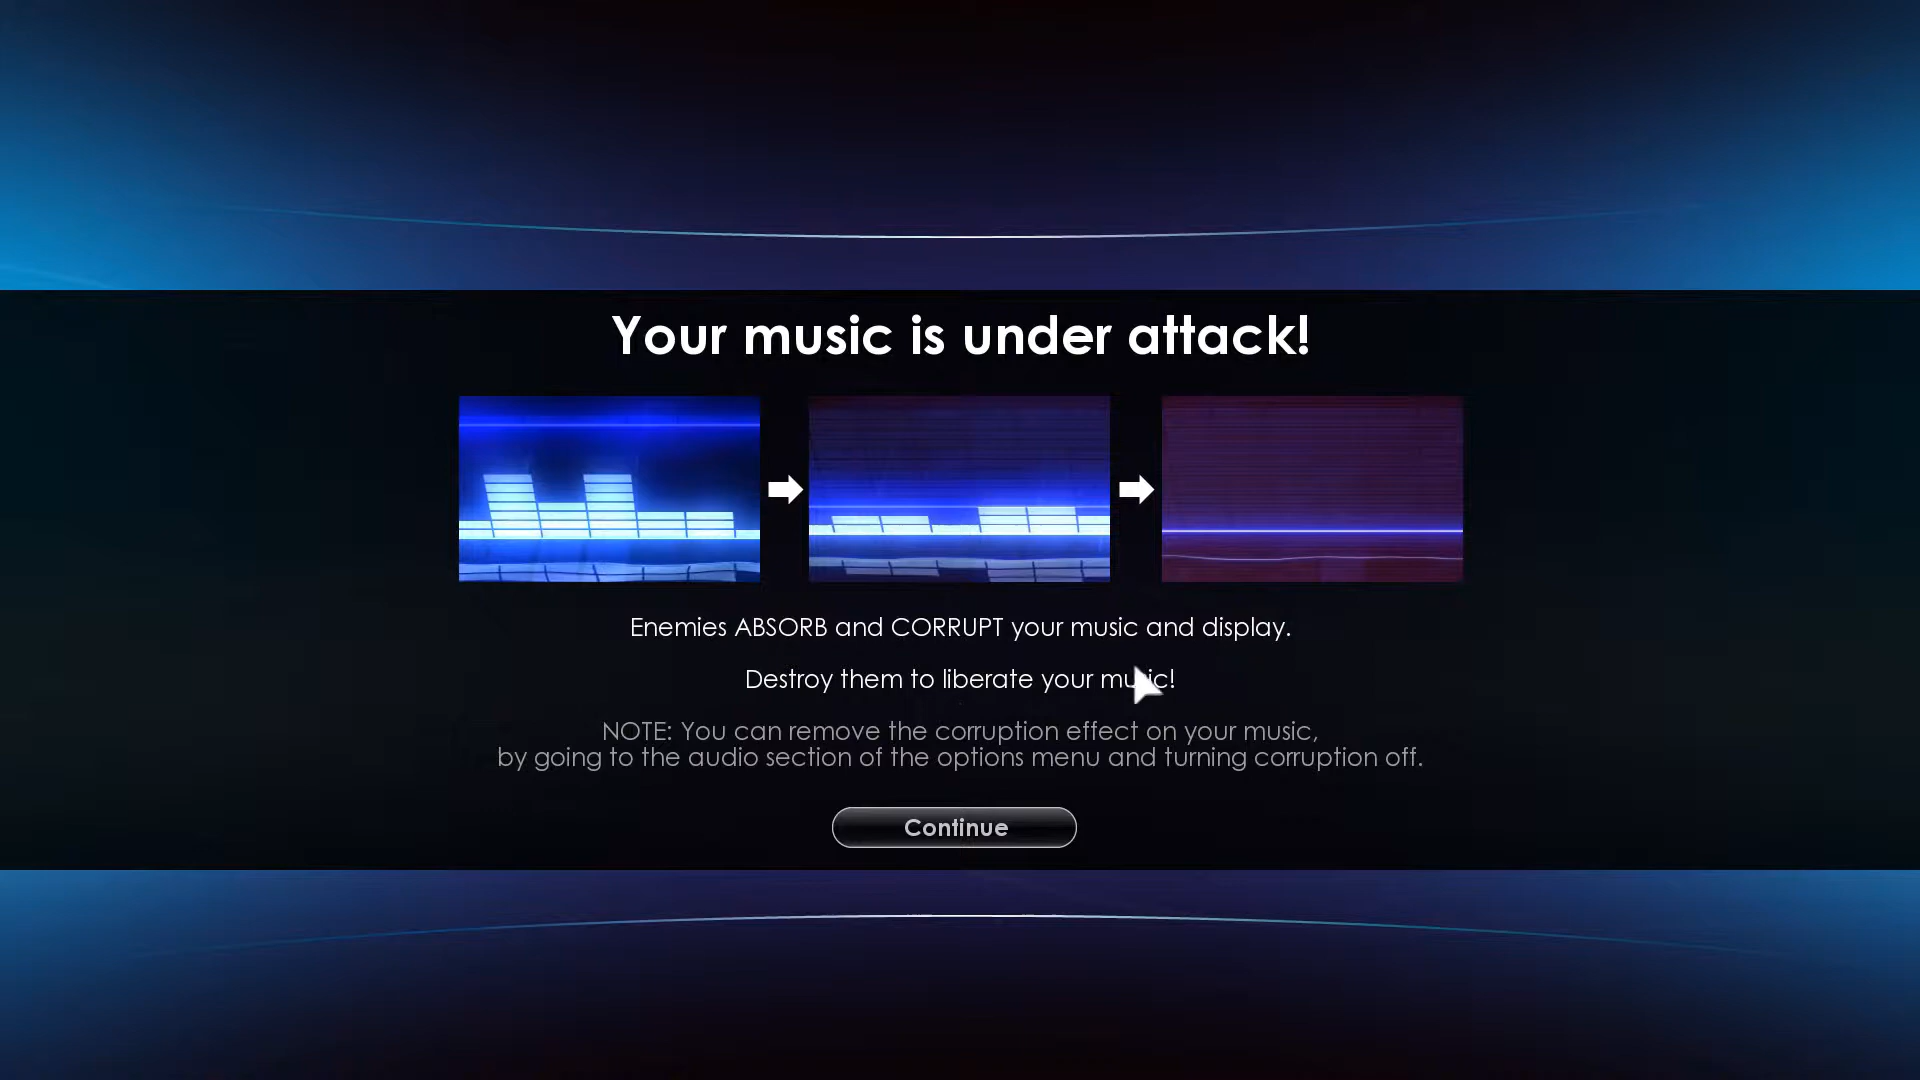 Your music is under attack!
Enemies ABSORB and CORRUPT your music and display.
Destroy them to liberate your music!
NOTE: You can remove the corruption effect on your music,
by going to the audio section of the options menu and turning corruption off.
Continue